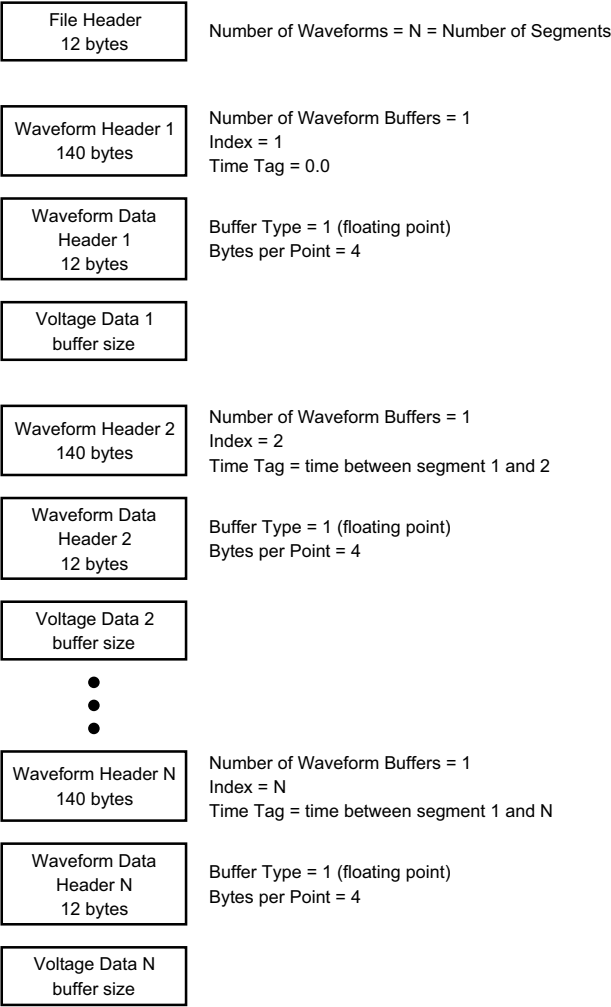 File Header
12 bytes
Number of Waveforms = N = Number of Segments
Waveform Header 1
140 bytes
Number of Waveform Buffers = 1
Index = 1
Time Tag = 0.0
Waveform Data
Header 1
12 bytes
Buffer Type = 1 (floating point)
Bytes per Point = 4
Voltage Data 1
buffer size
Waveform Header 2
140 bytes
Number of Waveform Buffers = 1
Index = 2
Time Tag = time between segment 1 and 2
Waveform Data
Header 2
12 bytes
Buffer Type = 1 (floating point)
Bytes per Point = 4
Voltage Data 2
buffer size
Waveform Header N
140 bytes
Number of Waveform Buffers = 1
Index = N
Time Tag = time between segment 1 and N
Waveform Data
Header N
12 bytes
Buffer Type = 1 (floating point)
Bytes per Point = 4
Voltage Data N
buffer size